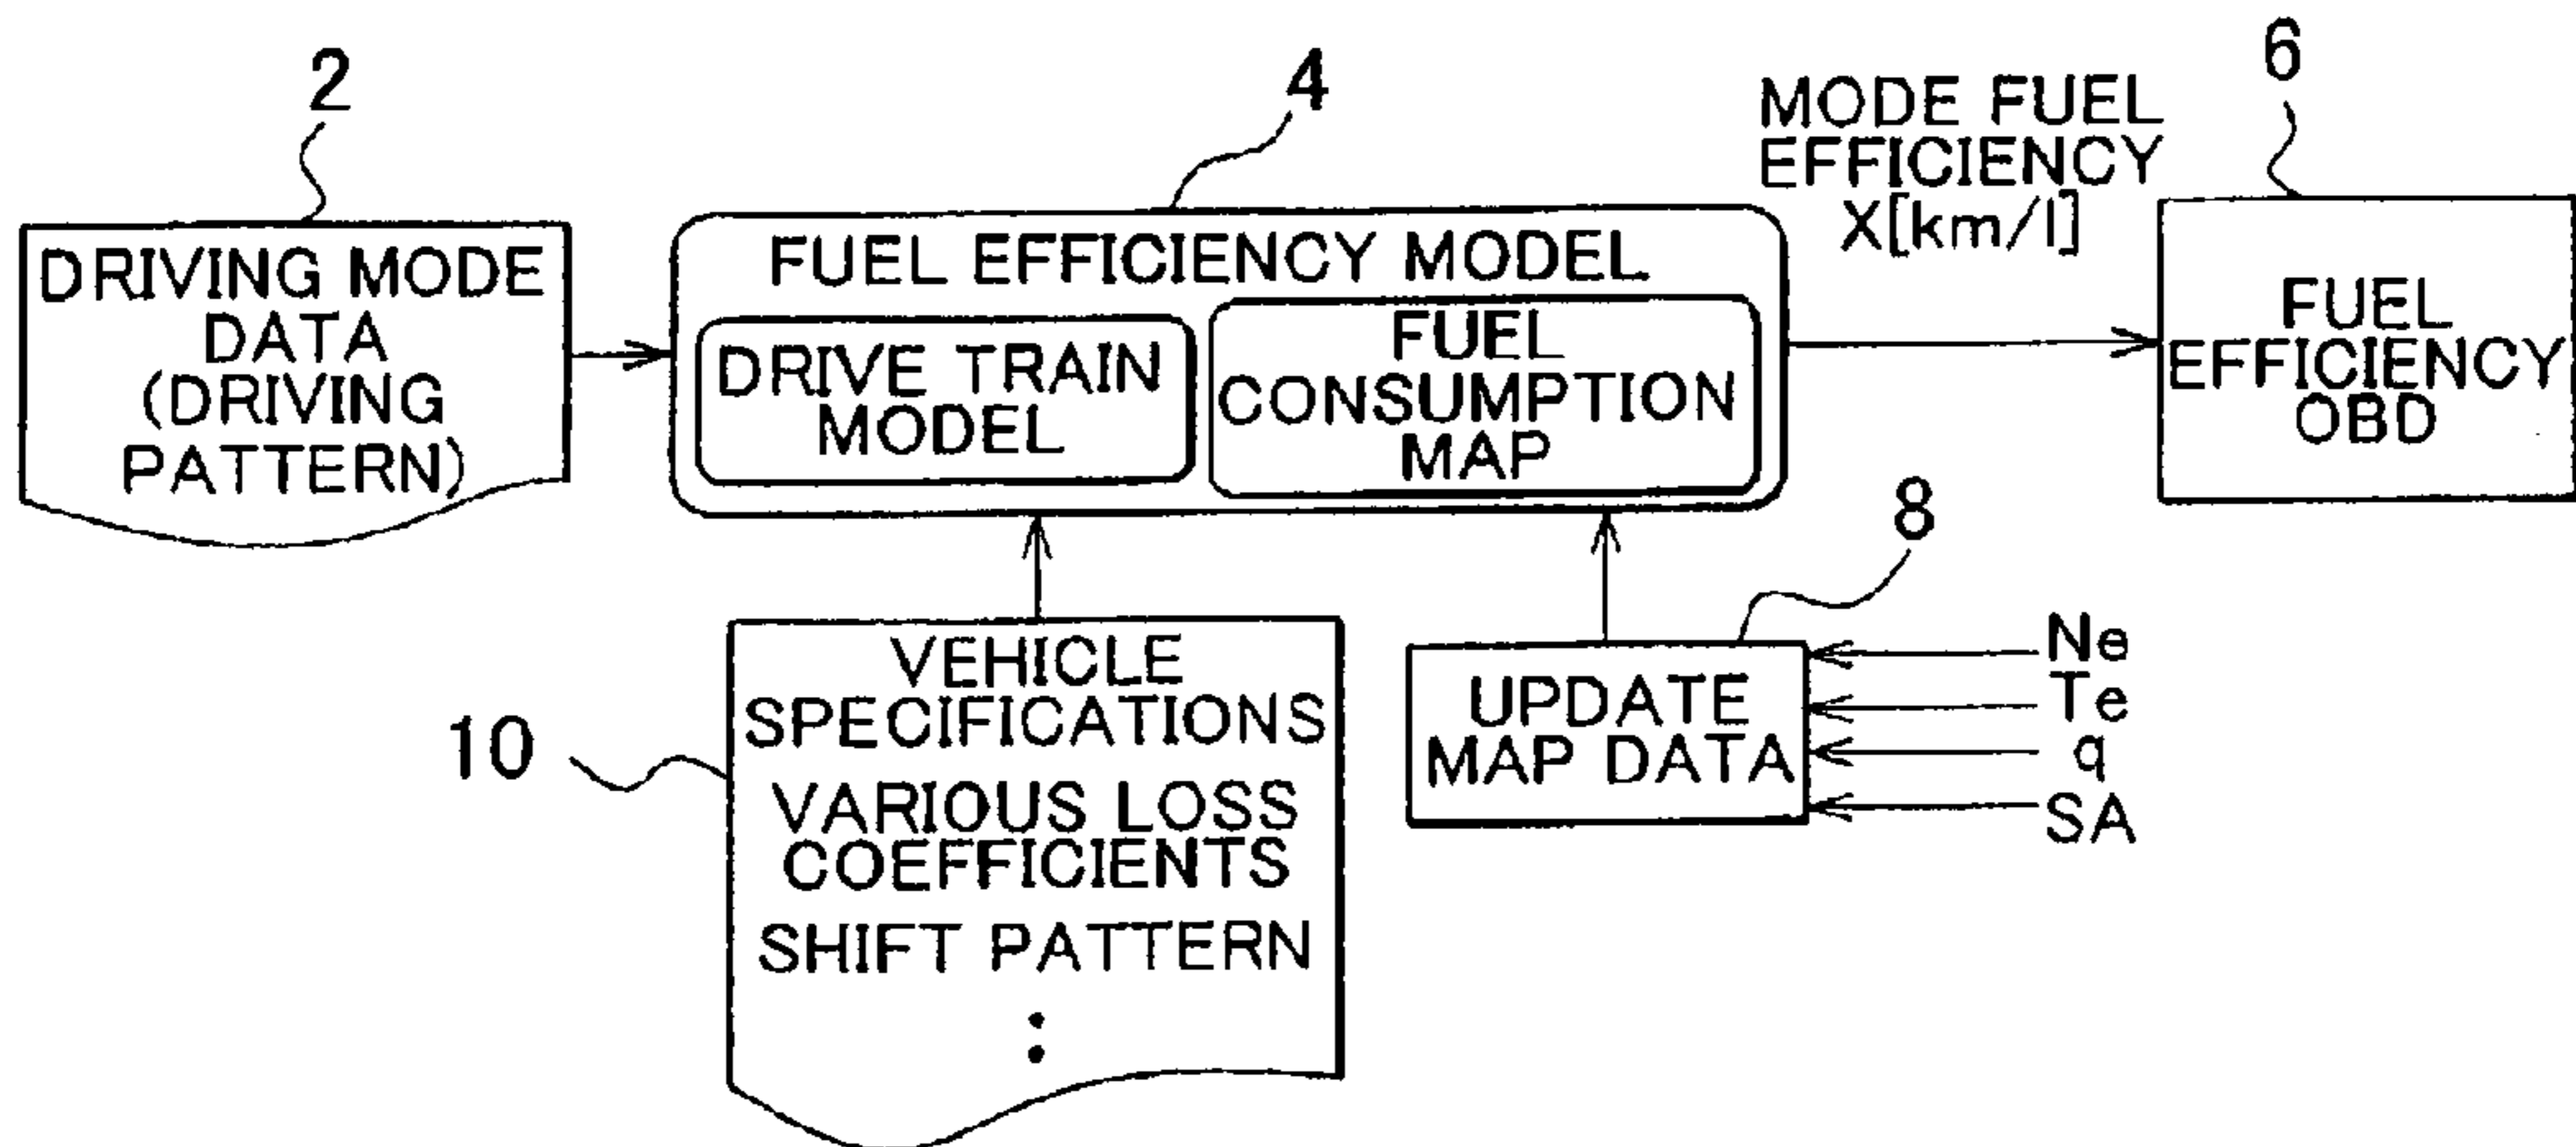 2
DRIVING MODE
DATA
(DRIVING
PATTERN)
4
FUEL EFFICIENCY MODEL
DRIVE TRAIN
MODEL
FUEL
CONSUMPTION
MAP
MODE FUEL
EFFICIENCY
X[km/l]
6
FUEL
EFFICIENCY
OBD
10
VEHICLE
SPECIFICATIONS
VARIOUS LOSS
COEFFICIENTS
SHIFT PATTERN
:
8
UPDATE
MAP DATA
Ne
Te
q
SA